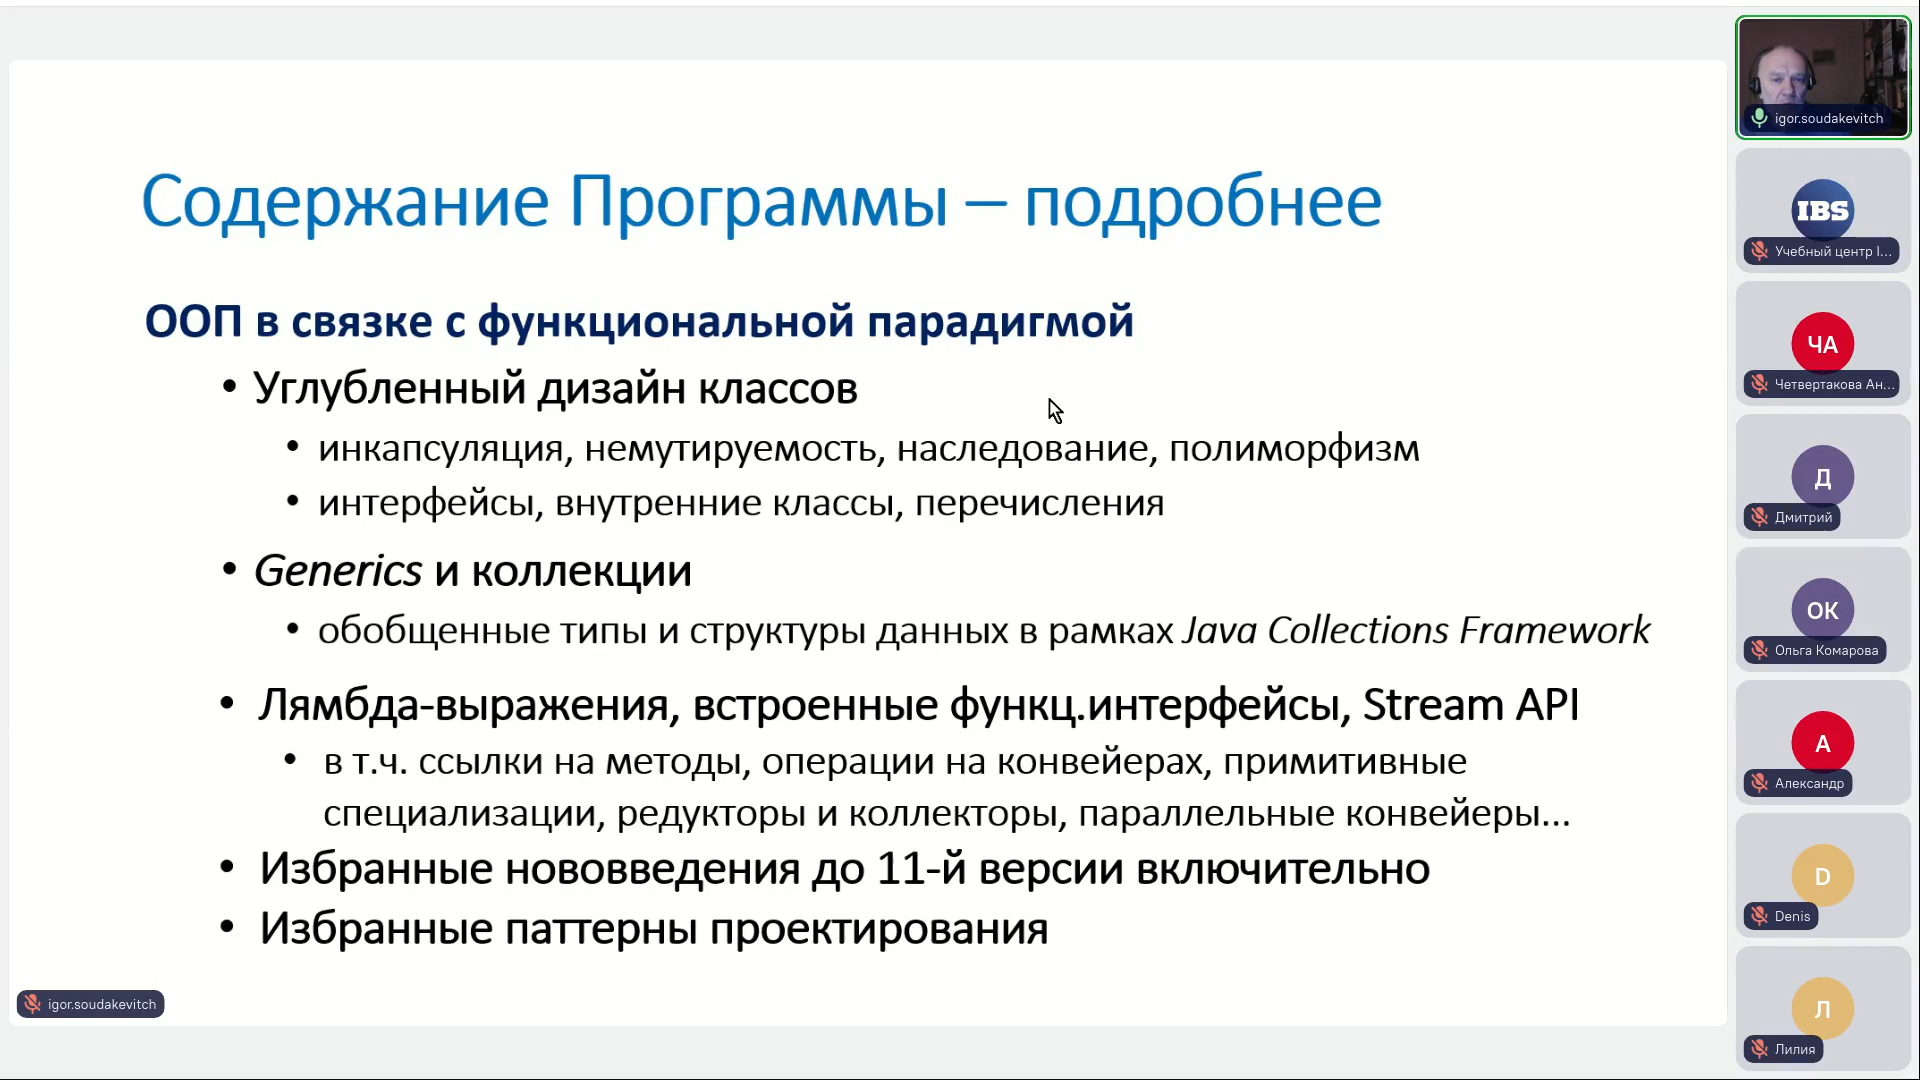 Содержание Программы – подробнее
ООП в связке с функциональной парадигмой
• Углубленный дизайн классов
• инкапсуляция, немутируемость, наследование, полиморфизм
• интерфейсы, внутренние классы, перечисления
• Generics и коллекции
• обобщенные типы и структуры данных в рамках Java Collections Framework
• Лямбда-выражения, встроенные функц.интерфейсы, Stream API
• в т.ч. ссылки на методы, операции на конвейерах, примитивные
специализации, редукторы и коллекторы, параллельные конвейеры...
• Избранные нововведения до 11-й версии включительно
• Избранные паттерны проектирования
igor.soudakevitch
igor.soudakevitch
IBS
Учебный центр I...
ЧА
Четвертакова Ан...
Д
Дмитрий
ОК
Ольга Комарова
А
Александр
D
Denis
Л
Лилия